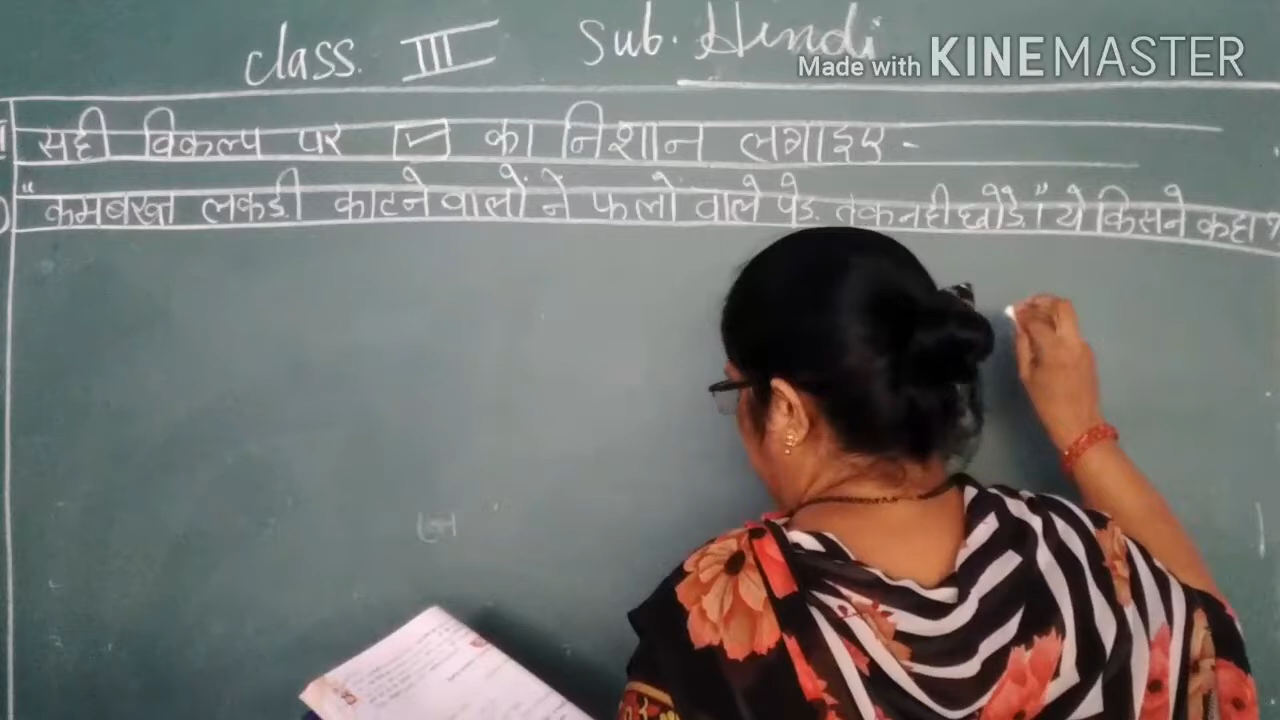 class. III Sub. Hindi
Made with KINEMASTER
सही विकल्प पर ✓ का निशान लगाइए -
"कमबख्त लकडी काटने वालों ने फलों वाले पेड तक नही छोडे।" ये किसने कहा?